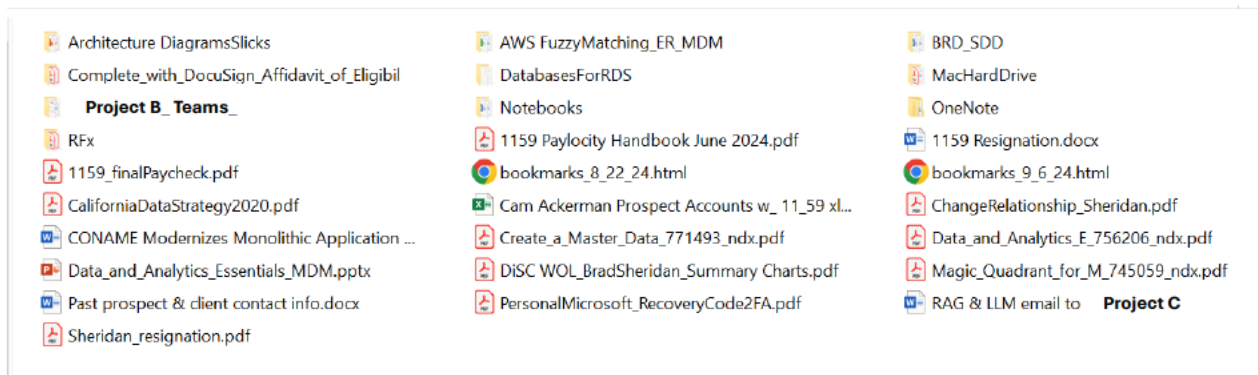 Architecture DiagramsSlicks AWS FuzzyMatching_ER_MDM BRD_SDD
Complete_with_DocuSign_Affidavit_of_Eligibil DatabasesForRDS MacHardDrive
Project B_ Teams_ Notebooks OneNote
RFx 1159 Paylocity Handbook June 2024.pdf 1159 Resignation.docx
1159_finalPaycheck.pdf bookmarks_8_22_24.html bookmarks_9_6_24.html
CaliforniaDataStrategy2020.pdf Cam Ackerman Prospect Accounts w_ 11_59 xl... ChangeRelationship_Sheridan.pdf
CONAME Modernizes Monolithic Application ... Create_a_Master_Data_771493_ndx.pdf Data_and_Analytics_E_756206_ndx.pdf
Data_and_Analytics_Essentials_MDM.pptx DiSC WOL_BradSheridan_Summary Charts.pdf Magic_Quadrant_for_M_745059_ndx.pdf
Past prospect & client contact info.docx PersonalMicrosoft_RecoveryCode2FA.pdf RAG & LLM email to Project C
Sheridan_resignation.pdf